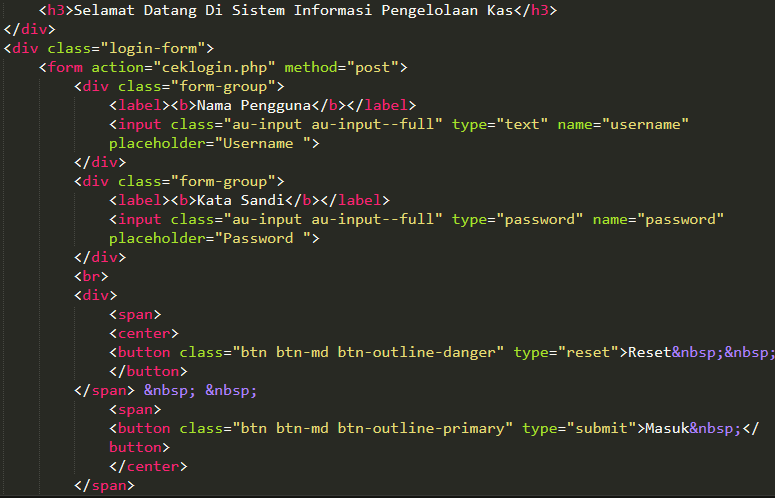 <h3>Selamat Datang Di Sistem Informasi Pengelolaan Kas</h3>
</div>
<div class="login-form">
<form action="ceklogin.php" method="post">
<div class="form-group">
<label><b>Nama Pengguna</b></label>
<input class="au-input au-input--full" type="text" name="username"
placeholder="Username ">
</div>
<div class="form-group">
<label><b>Kata Sandi</b></label>
<input class="au-input au-input--full" type="password" name="password"
placeholder="Password ">
</div>
<br>
<div>
<span>
<center>
<button class="btn btn-md btn-outline-danger" type="reset">Reset&nbsp;&nbsp;
</button>
</span> &nbsp; &nbsp;
<span>
<button class="btn btn-md btn-outline-primary" type="submit">Masuk&nbsp;</
button>
</center>
</span>